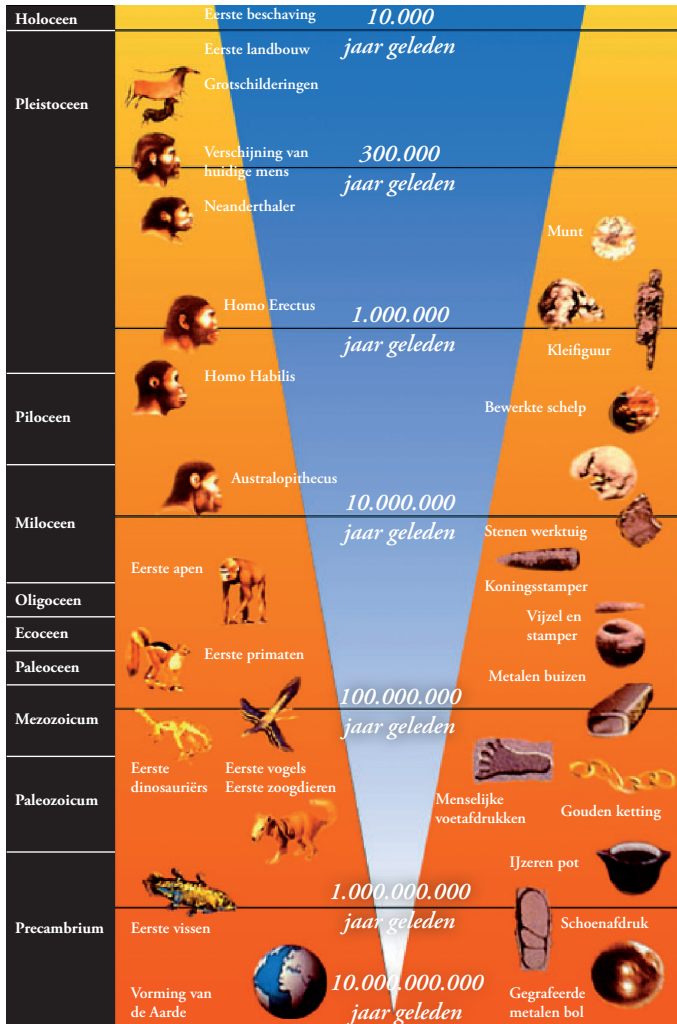 Holoceen
Pleistoceen
Piloceen
Miloceen
Oligoceen
Ecoceen
Paleoceen
Mezozoicum
Paleozoicum
Precambrium
Eerste beschaving
Eerste landbouw
Grotschilderingen
Verschijning van
huidige mens
Neanderthaler
Homo Erectus
Homo Habilis
Australopithecus
Eerste apen
Eerste primaten
Eerste
dinosauriërs
Eerste vogels
Eerste zoogdieren
Eerste vissen
Vorming van
de Aarde
10.000
jaar geleden
300.000
jaar geleden
1.000.000
jaar geleden
10.000.000
jaar geleden
100.000.000
jaar geleden
1.000.000.000
jaar geleden
10.000.000.000
jaar geleden
Munt
Kleifiguur
Bewerkte schelp
Stenen werktuig
Koningsstamper
Vijzel en
stamper
Metalen buizen
Menselijke
voetafdrukken
Gouden ketting
IJzeren pot
Schoenafdruk
Gegrafeerde
metalen bol